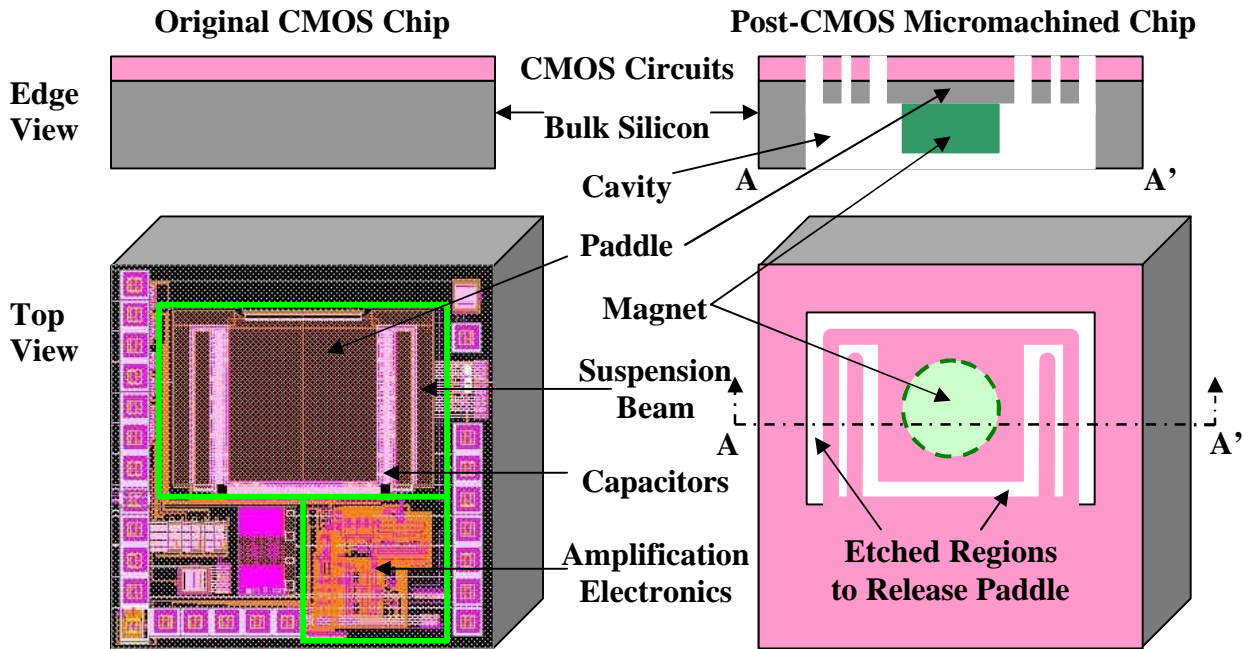 Original CMOS Chip
Post-CMOS Micromachined Chip
Edge
View
CMOS Circuits
Bulk Silicon
Cavity
A
A’
Paddle
Magnet
Top
View
Suspension
Beam
A
A’
Capacitors
Amplification
Electronics
Etched Regions
to Release Paddle